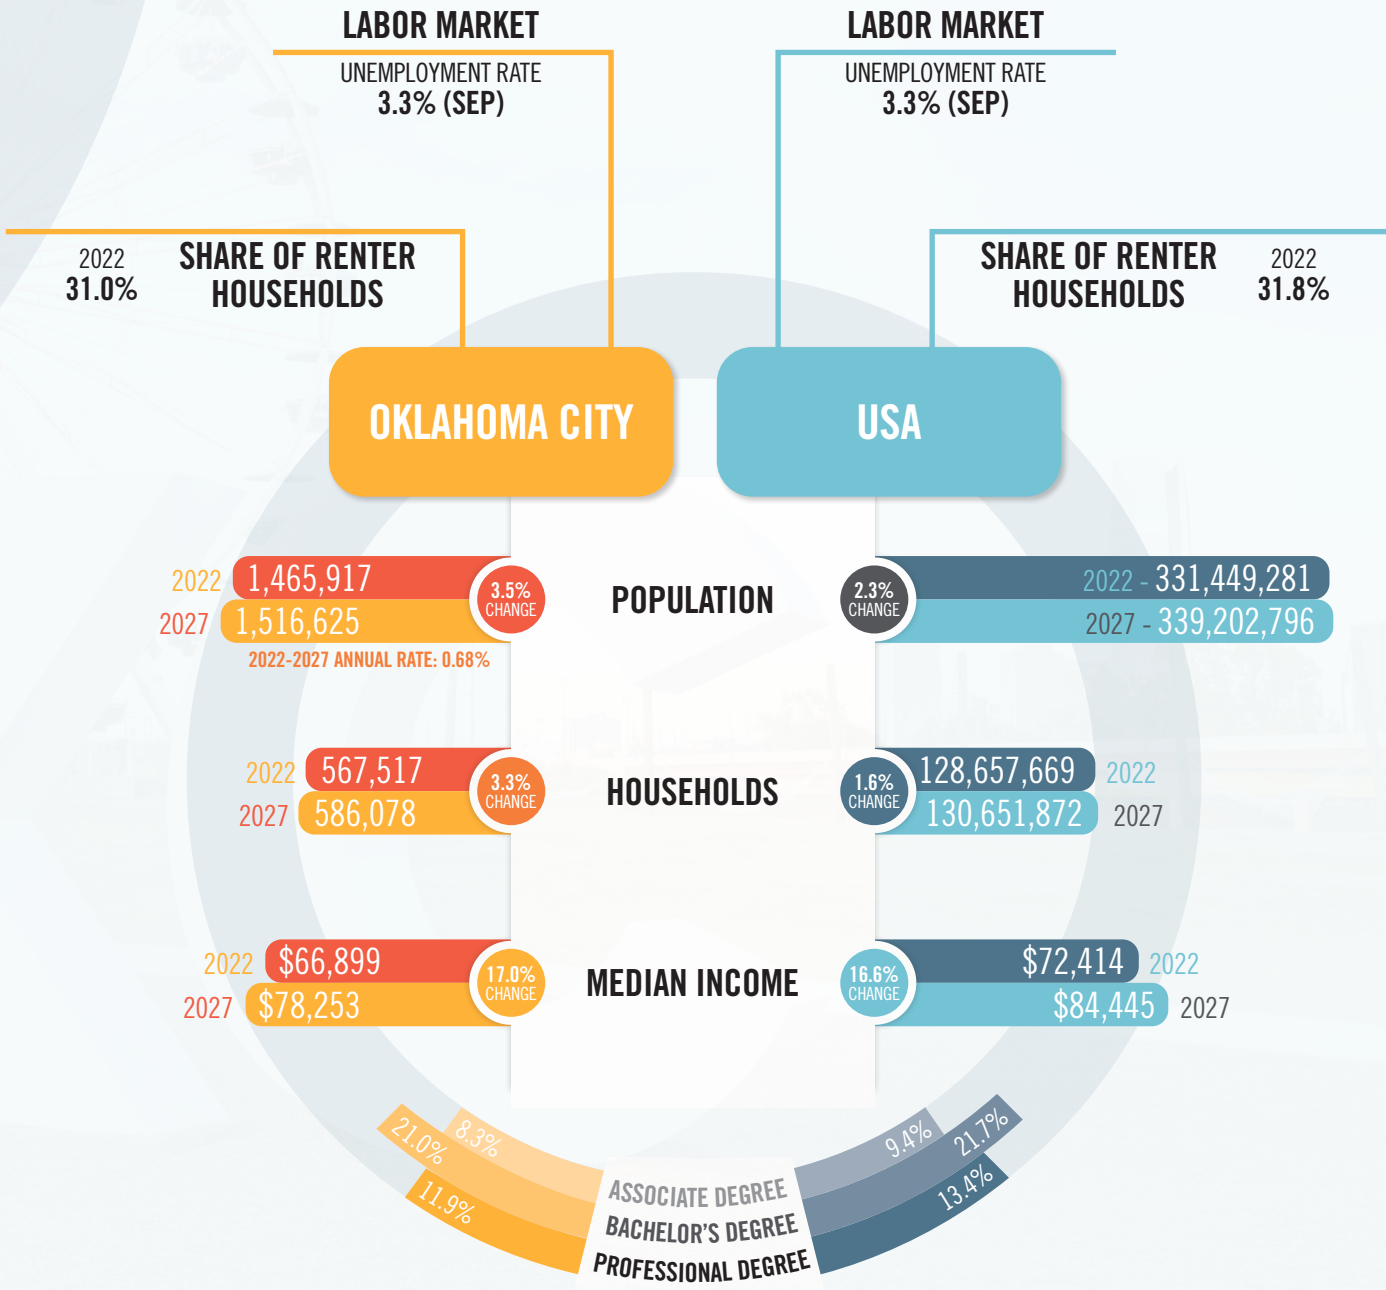 LABOR MARKET
UNEMPLOYMENT RATE
3.3% (SEP)
LABOR MARKET
UNEMPLOYMENT RATE
3.3% (SEP)
2022
31.0%
SHARE OF RENTER
HOUSEHOLDS
SHARE OF RENTER
HOUSEHOLDS
2022
31.8%
OKLAHOMA CITY
USA
2022 1,465,917
2027 1,516,625
3.5%
CHANGE
2022-2027 ANNUAL RATE: 0.68%
POPULATION
2.3%
CHANGE
2022 - 331,449,281
2027 - 339,202,796
2022 567,517
2027 586,078
3.3%
CHANGE
HOUSEHOLDS
1.6%
CHANGE
128,657,669 2022
130,651,872 2027
2022 $66,899
2027 $78,253
17.0%
CHANGE
MEDIAN INCOME
16.6%
CHANGE
$72,414 2022
$84,445 2027
8.3%
ASSOCIATE DEGREE
9.4%
21.0%
BACHELOR'S DEGREE
21.7%
11.9%
PROFESSIONAL DEGREE
13.4%